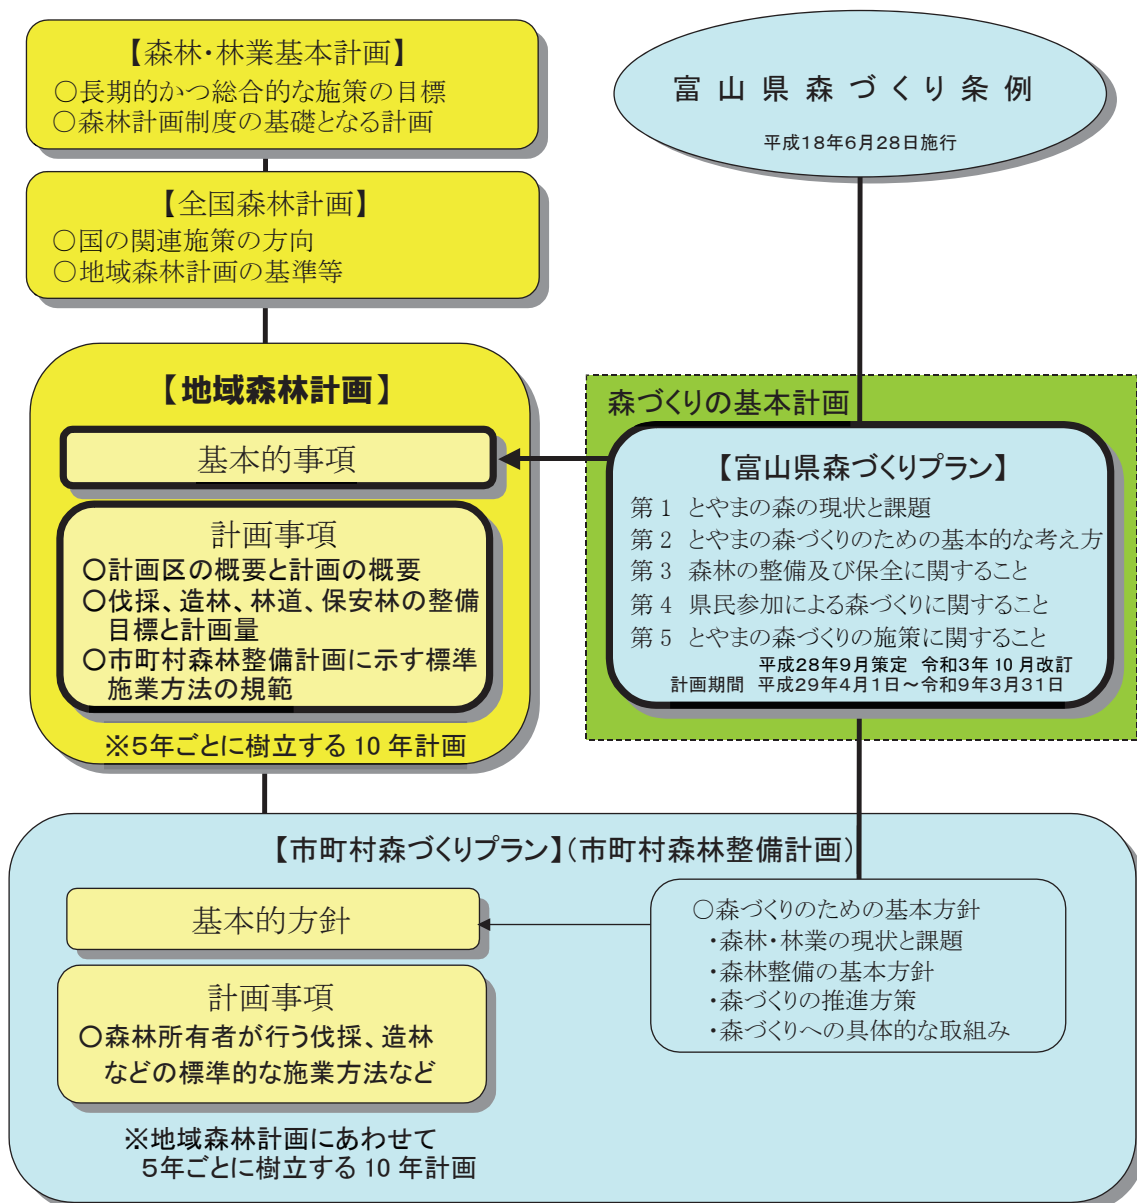 【森林・林業基本計画】
○長期的かつ総合的な施策の目標
○森林計画制度の基礎となる計画
富山県森づくり条例
平成18年6月28日施行
【全国森林計画】
○国の関連施策の方向
○地域森林計画の基準等
【地域森林計画】
基本的事項
計画事項
○計画区の概要と計画の概要
○伐採、造林、林道、保安林の整備
目標と計画量
○市町村森林整備計画に示す標準
施業方法の規範
※5年ごとに樹立する 10 年計画
森づくりの基本計画
【富山県森づくりプラン】
第 1 とやまの森の現状と課題
第 2 とやまの森づくりのための基本的な考え方
第 3 森林の整備及び保全に関すること
第 4 県民参加による森づくりに関すること
第 5 とやまの森づくりの施策に関すること
平成28年9月策定 令和3年 10 月改訂
計画期間 平成29年4月1日～令和9年3月31日
【市町村森づくりプラン】（市町村森林整備計画）
基本的方針
計画事項
○森林所有者が行う伐採、造林
などの標準的な施業方法など
※地域森林計画にあわせて
5年ごとに樹立する 10 年計画
○森づくりのための基本方針
・森林・林業の現状と課題
・森林整備の基本方針
・森づくりの推進方策
・森づくりへの具体的な取組み